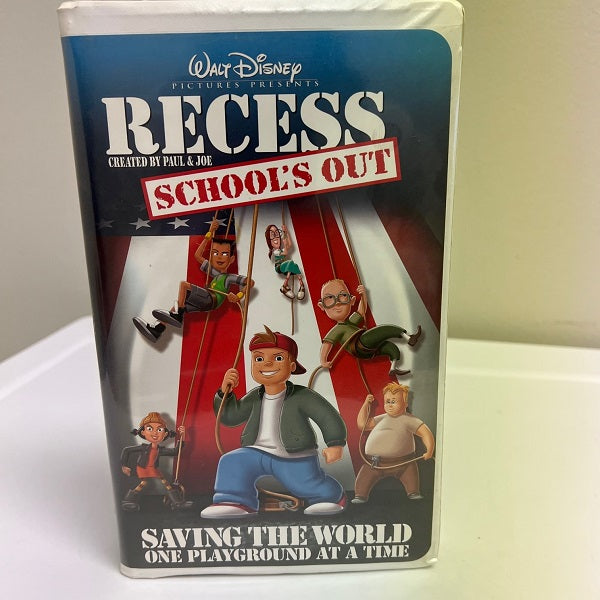 WALT DISNEY
PICTURES PRESENTS
RECESS
CREATED BY PAUL & JOE
SCHOOL'S OUT
SAVING THE WORLD
ONE PLAYGROUND AT A TIME